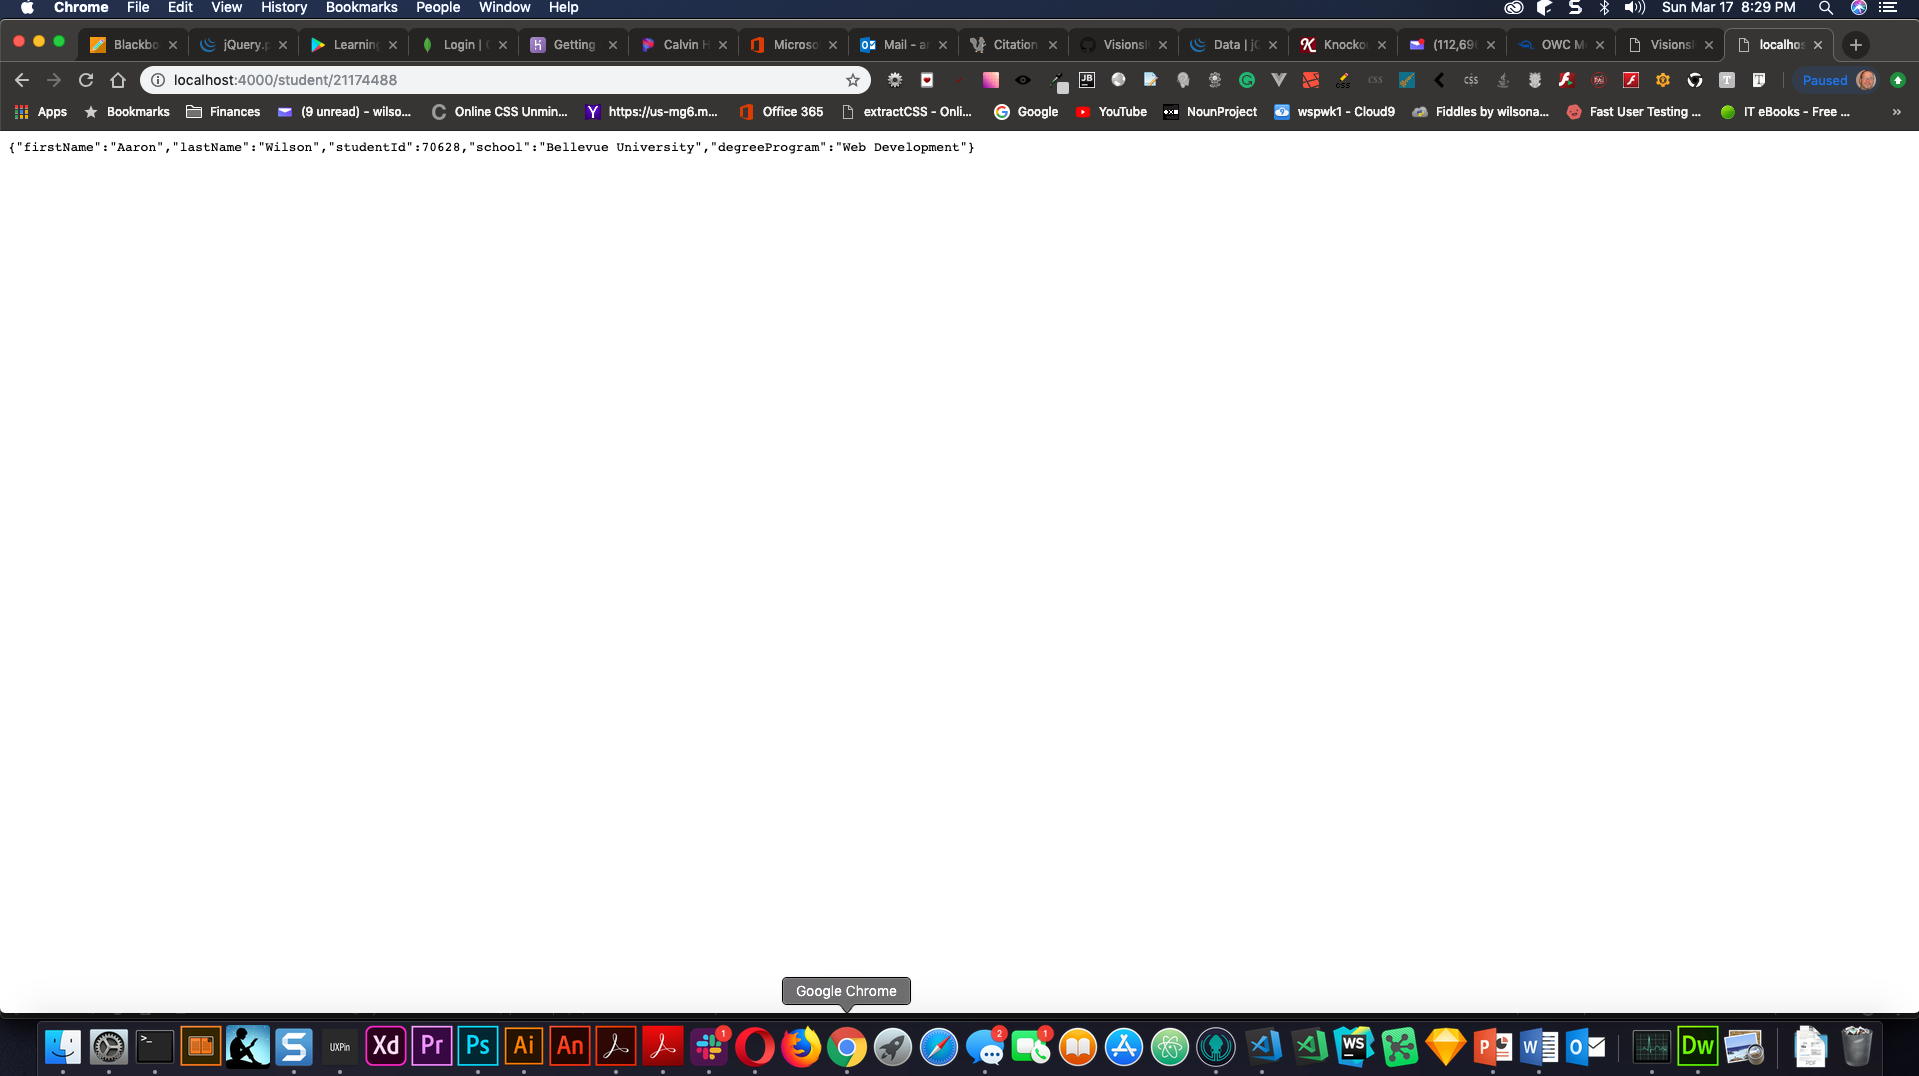 Chrome File Edit View History Bookmarks People Window Help Sun Mar 17 8:29 PM
Blackbo jQuery.p Learning Login | Getting Calvin H Microso Mail - a Citation Visionsl Data | jC Knockou (112,69 OWC M Visionsl localhos
localhost:4000/student/21174488 Paused
Apps Bookmarks Finances (9 unread) - wilso... Online CSS Unmin... https://us-mg6.m... Office 365 extractCSS - Onli... Google YouTube NounProject wspwk1 - Cloud9 Fiddles by wilsona... Fast User Testing ... IT eBooks - Free ... »
{"firstName":"Aaron","lastName":"Wilson","studentId":70628,"school":"Bellevue University","degreeProgram":"Web Development"}
Google Chrome
UXPin Xd Pr Ps Ai An 1 2 1 WS Dw PDF